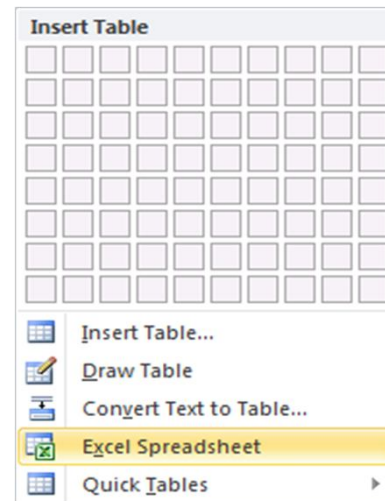 Insert Table
Insert Table...
Draw Table
Convert Text to Table...
Excel Spreadsheet
Quick Tables